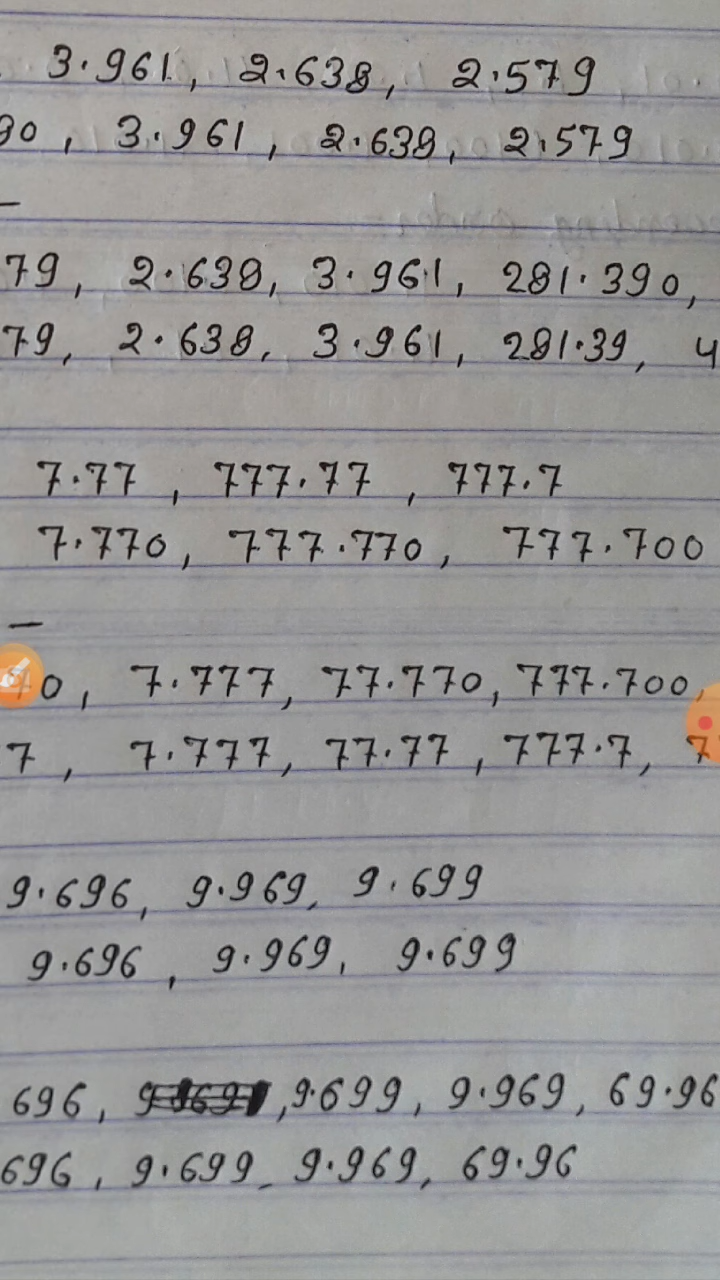 3.961, 2.638, 2.579
90, 3.961, 2.638, 2.579
79, 2.638, 3.961, 281.390,
79, 2.638, 3.961, 281.39, 4
7.77, 777.77, 777.7
7.770, 777.770, 777.700
70, 7.777, 77.770, 777.700,
7, 7.777, 77.77, 777.7, 7
9.696, 9.969, 9.699
9.696, 9.969, 9.699
696, 9.699, 9.969, 69.96
696, 9.699, 9.969, 69.96